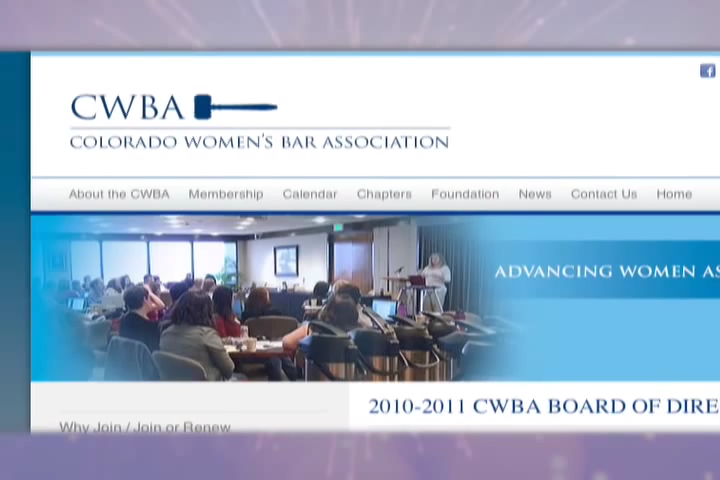 CWBA
COLORADO WOMEN'S BAR ASSOCIATION
About the CWBA Membership Calendar Chapters Foundation News Contact Us Home
ADVANCING WOMEN AS
2010-2011 CWBA BOARD OF DIRE
Why Join / Join or Renew